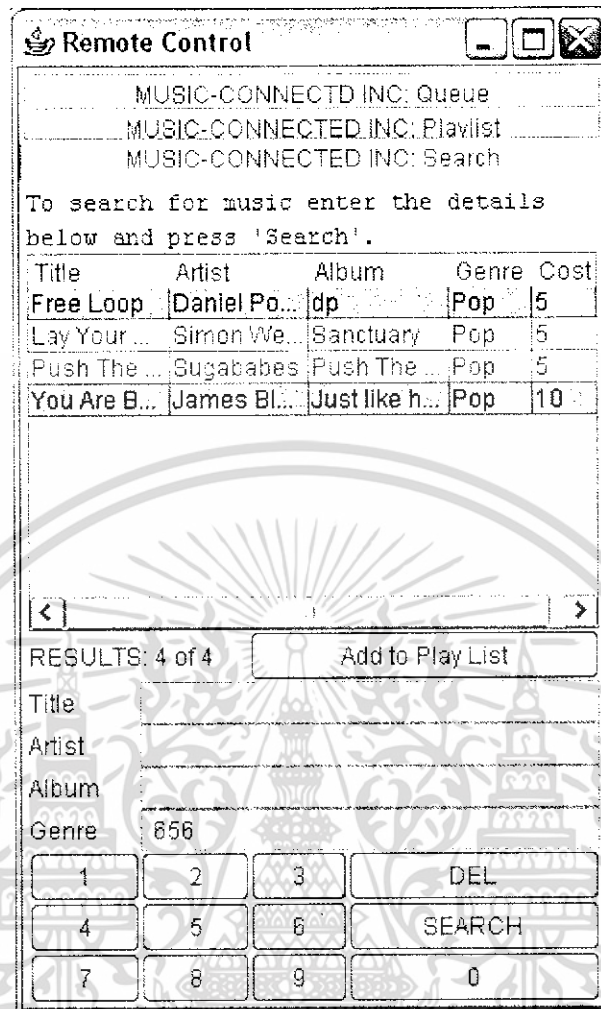 Remote Control
MUSIC-CONNECTD INC: Queue
MUSIC-CONNECTED INC: Playlist
MUSIC-CONNECTED INC: Search
To search for music enter the details
below and press 'Search'.
Title Artist Album Genre Cost
Free Loop Daniel Po... dp Pop 5
Lay Your ... Simon We... Sanctuary Pop 5
Push The ... Sugababes Push The ... Pop 5
You Are B... James Bl... Just like h... Pop 10
RESULTS: 4 of 4 Add to Play List
Title
Artist
Album
Genre 656
1 2 3 DEL
4 5 6 SEARCH
7 8 9 0